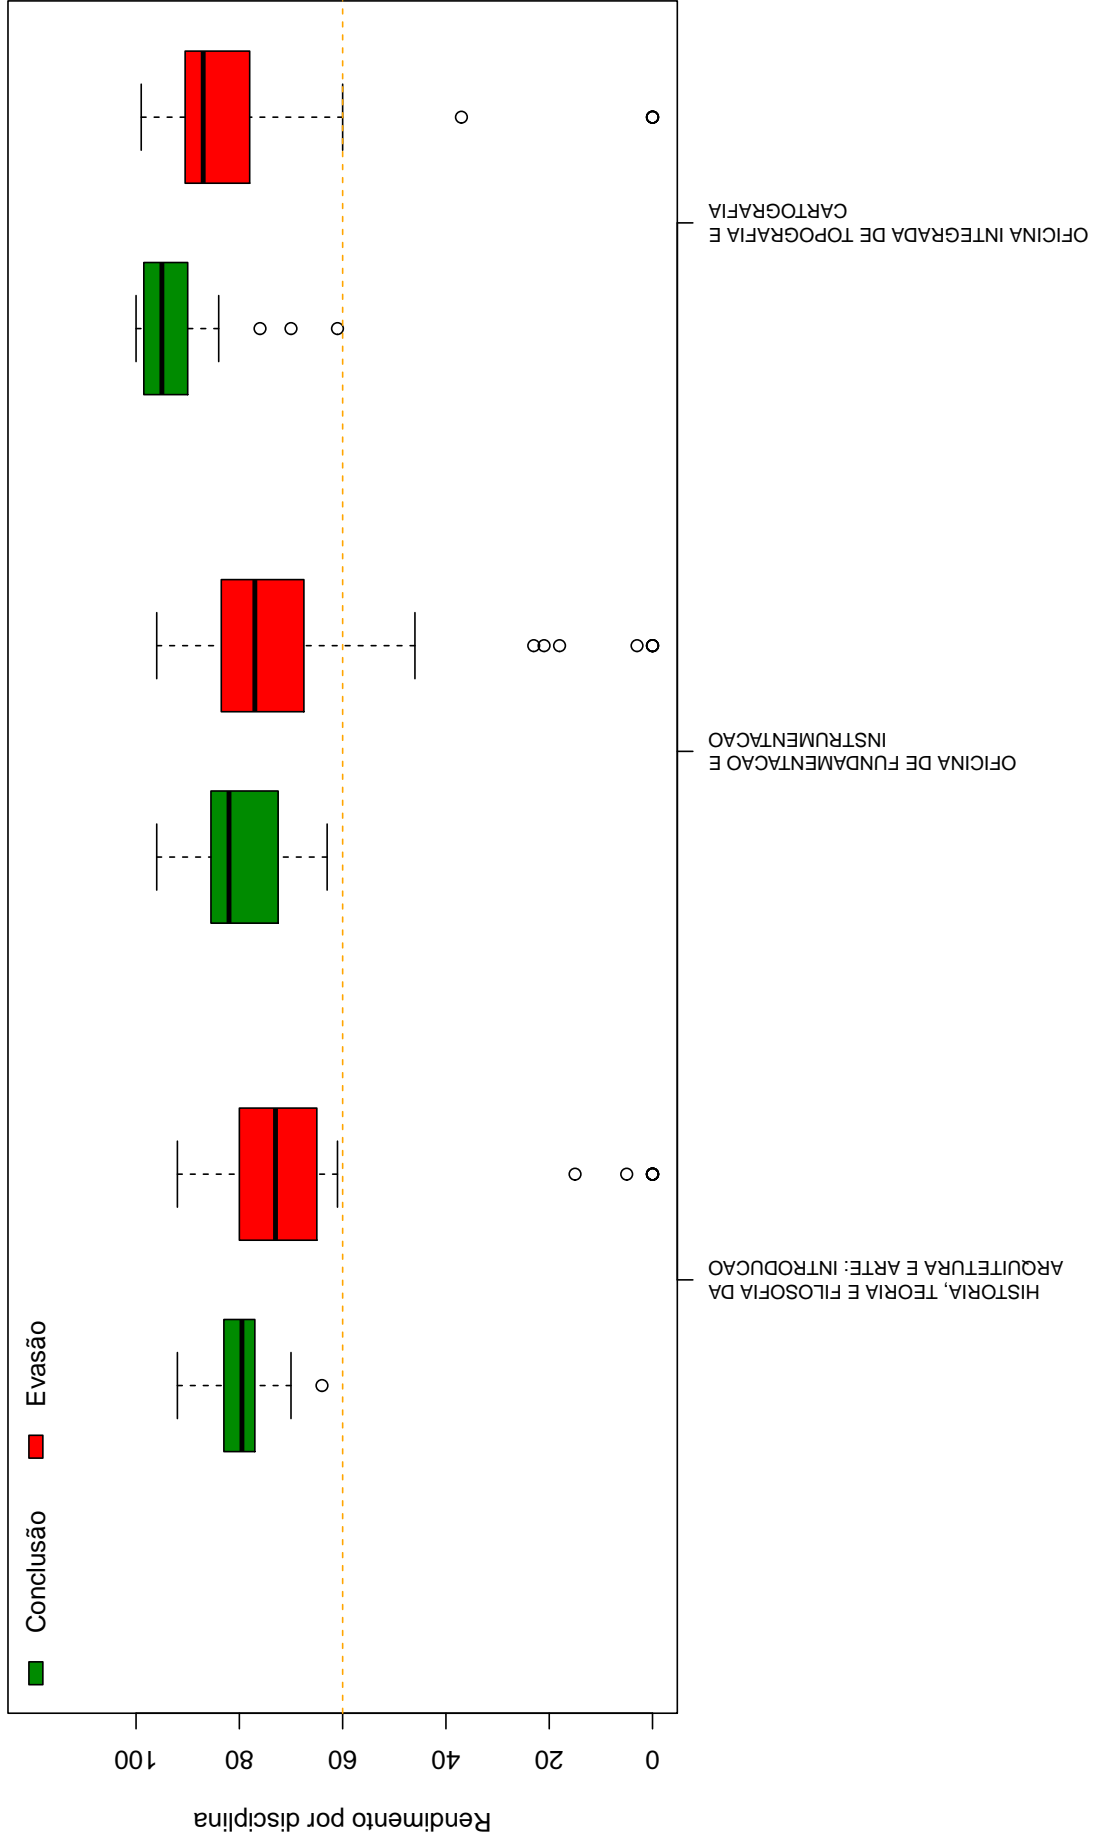 Conclusão
Evasão
Rendimento por disciplina
100
80
60
40
20
0
HISTORIA, TEORIA E FILOSOFIA DA
ARQUITETURA E ARTE: INTRODUCAO
OFICINA DE FUNDAMENTACAO E
INSTRUMENTACAO
OFICINA INTEGRADA DE TOPOGRAFIA E
CARTOGRAFIA